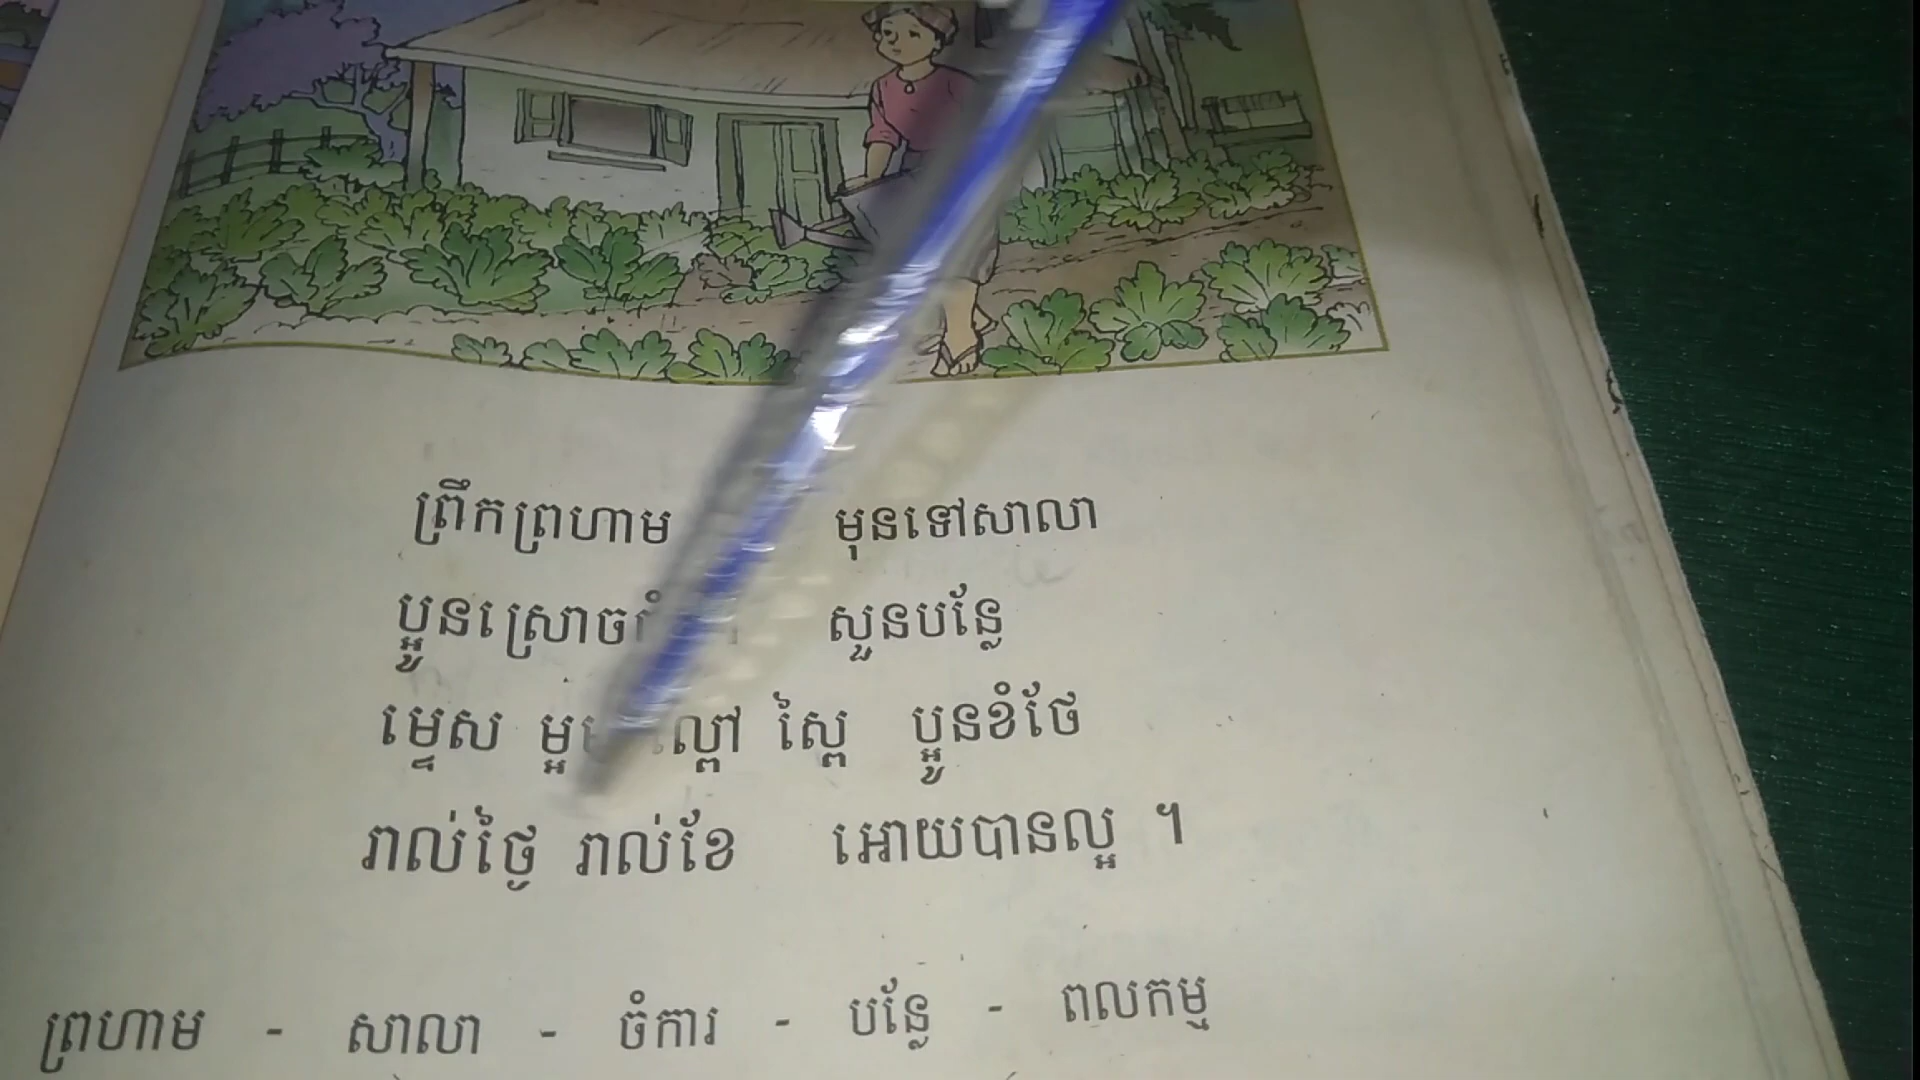 ព្រឹកព្រហាម មុនទៅសាលា
ប្អូនស្រោច សួនបន្លែ
ម្ទេស ល្ពៅ ស្ពៃ ប្អូនខំថែ
រាល់ថ្ងៃ រាល់ខែ អោយបានល្អ ។
ព្រហាម - សាលា - ចំការ - បន្លែ - ពលកម្ម